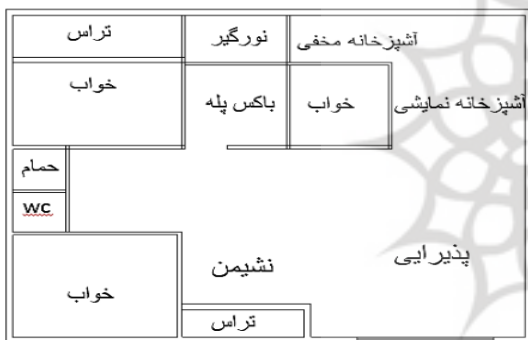 آشپزخانه مخفی
نورگیر
تراس
آشپزخانه نمایشی
خواب
باکس پله
خواب
حمام
wc
پذیرایی
نشیمن
خواب
تراس